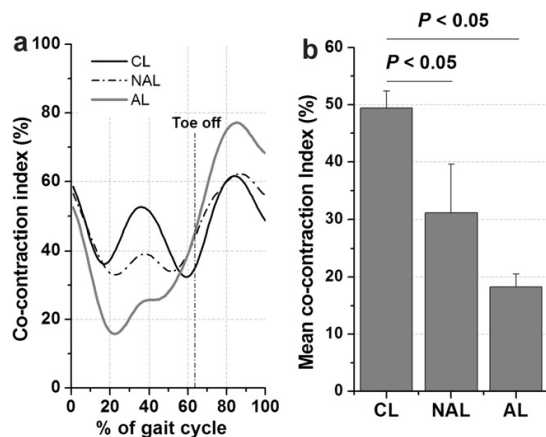 a
100
80
60
40
20
0
Co-contraction index (%)
CL
NAL
AL
Toe off
0 20 40 60 80 100
% of gait cycle
b
60
50
40
30
20
10
0
Mean co-contraction Index (%)
P < 0.05
P < 0.05
CL NAL AL